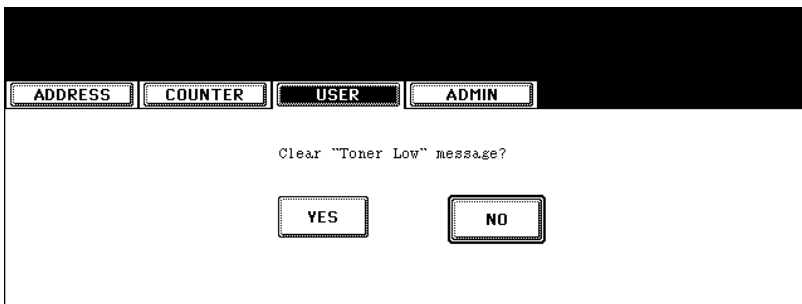 ADDRESS COUNTER USER ADMIN
Clear "Toner Low" message?
YES NO